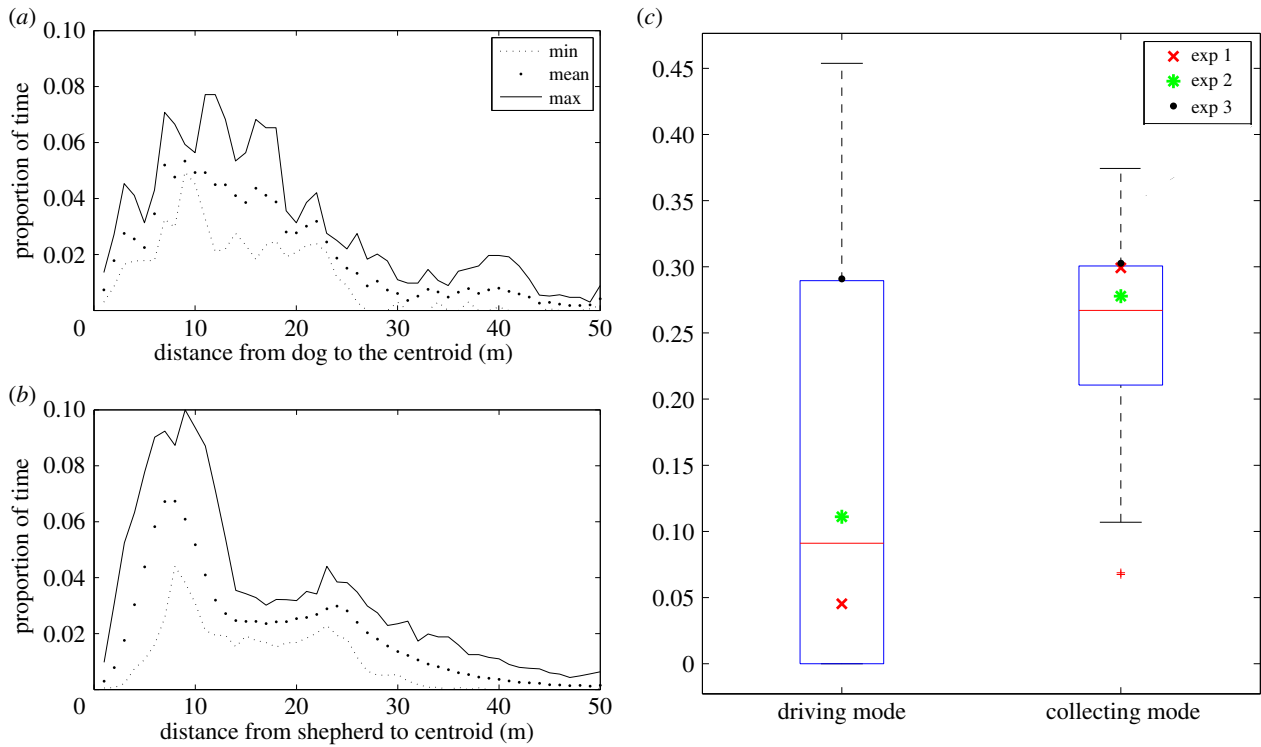 (a)
0.10
0.08
0.06
0.04
0.02
proportion of time
min
mean
max
0 10 20 30 40 50
distance from dog to the centroid (m)
(b)
0.10
0.08
0.06
0.04
0.02
proportion of time
0 10 20 30 40 50
distance from shepherd to centroid (m)
(c)
0.45
0.40
0.35
0.30
0.25
0.20
0.15
0.10
0.05
0
exp 1
exp 2
exp 3
driving mode collecting mode